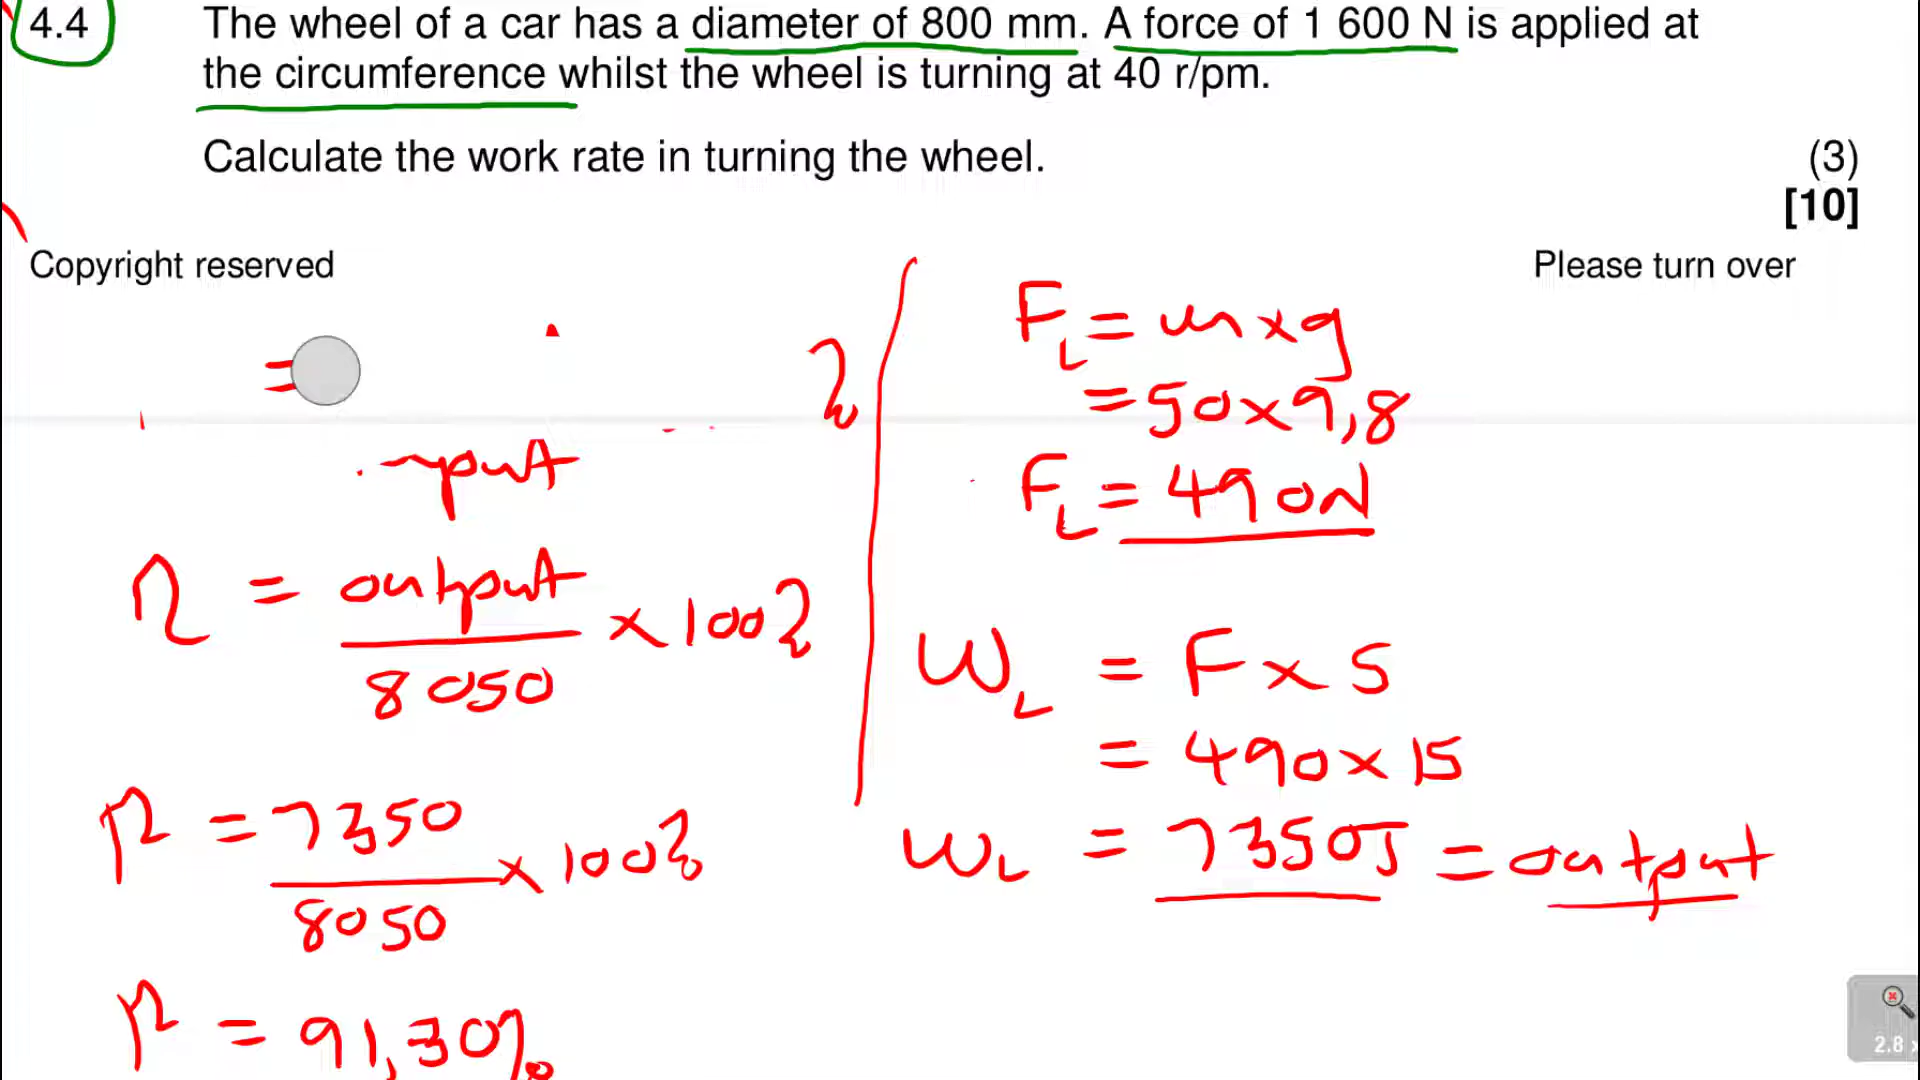 4.4 The wheel of a car has a diameter of 800 mm. A force of 1 600 N is applied at
the circumference whilst the wheel is turning at 40 r/pm.
Calculate the work rate in turning the wheel. (3)
[10]
Copyright reserved Please turn over
=
input
η = output / 8050 × 100%
η = 7350 / 8050 × 100%
η = 91,30%
F_L = m × g
= 50 × 9,8
F_L = 490N
W_L = F × S
= 490 × 15
W_L = 7350J = output
2.8 x